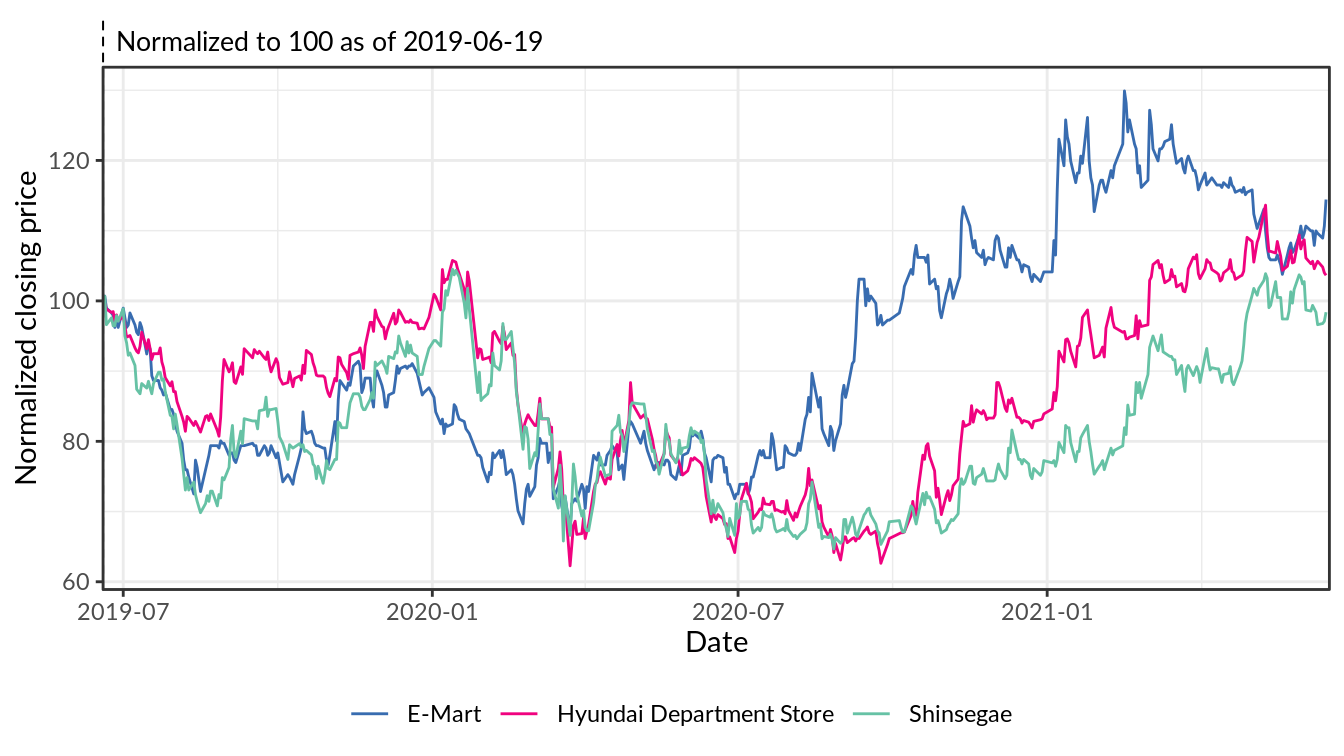 Normalized to 100 as of 2019-06-19
Normalized closing price
120
100
80
60
2019-07
2020-01
2020-07
2021-01
Date
E-Mart
Hyundai Department Store
Shinsegae